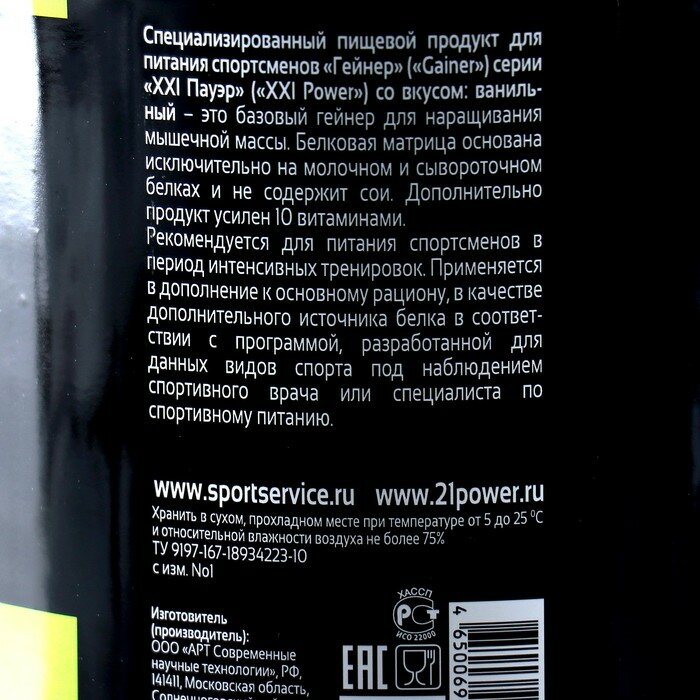 Специализированный пищевой продукт для
питания спортсменов «Гейнер» («Gainer») серии
«XXI Пауэр» («XXI Power») со вкусом: ваниль-
ный – это базовый гейнер для наращивания
мышечной массы. Белковая матрица основана
исключительно на молочном и сывороточном
белках и не содержит сои. Дополнительно
продукт усилен 10 витаминами.
Рекомендуется для питания спортсменов в
период интенсивных тренировок. Применяется
в дополнение к основному рациону, в качестве
дополнительного источника белка в соответ-
ствии с программой, разработанной для
данных видов спорта под наблюдением
спортивного врача или специалиста по
спортивному питанию.
www.sportservice.ru www.21power.ru
Хранить в сухом, прохладном месте при температуре от 5 до 25 ⁰С
и относительной влажности воздуха не более 75%
ТУ 9197-167-18934223-10
с изм. No1
Изготовитель
(производитель):
ООО «АРТ Современные
научные технологии», РФ,
141411, Московская область,
Солнечногорский
ХАССП
РСТ
ИСО 22000
EAC
4 650069